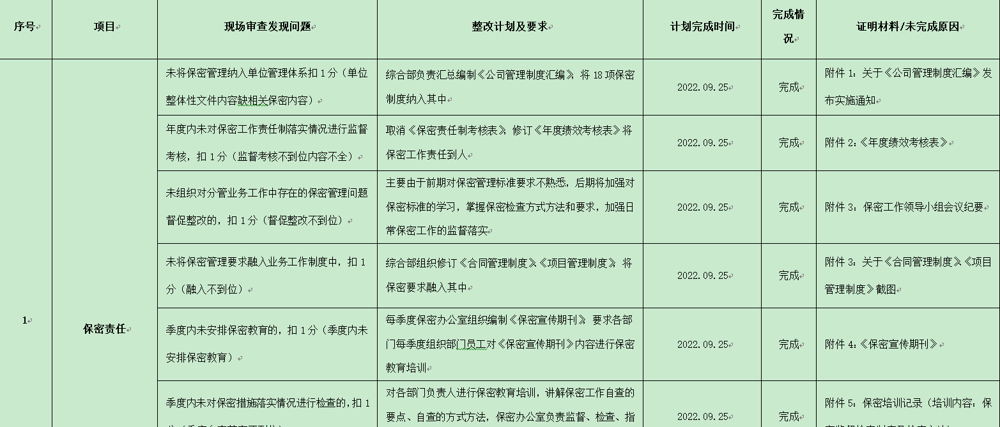 序号
项目
现场审查发现问题
整改计划及要求
计划完成时间
完成情
况
证明材料/未完成原因
1
保密责任
未将保密管理纳入单位管理体系扣 1 分（单位
整体性文件内容缺相关保密内容）
综合部负责汇总编制《公司管理制度汇编》，将 18 项保密
制度纳入其中
2022.09.25
完成
附件 1：关于《公司管理制度汇编》发
布实施通知
年度内未对保密工作责任制落实情况进行监督
考核，扣 1 分（监督考核不到位内容不全）
取消《保密责任制考核表》，修订《年度绩效考核表》将
保密工作责任到人
2022.09.25
完成
附件 2：《年度绩效考核表》
未组织对分管业务工作中存在的保密管理问题
督促整改的，扣 1 分（督促整改不到位）
主要由于前期对保密管理标准要求不熟悉，后期将加强对
保密标准的学习，掌握保密检查方式方法和要求，加强日
常保密工作的监督落实
2022.09.25
完成
附件 3：保密工作领导小组会议纪要
未将保密管理要求融入业务工作制度中，扣 1
分（融入不到位）
综合部组织修订《合同管理制度》、《项目管理制度》，将
保密要求融入其中
2022.09.25
完成
附件 3：关于《合同管理制度》、《项目
管理制度》截图
季度内未安排保密教育的，扣 1 分（季度内未
安排保密教育）
每季度保密办公室组织编制《保密宣传期刊》，要求各部
门每季度组织部门员工对《保密宣传期刊》内容进行保密
教育培训
2022.09.25
完成
附件 4：《保密宣传期刊》
季度内未对保密措施落实情况进行检查的，扣 1
对各部门负责人进行保密教育培训，讲解保密工作自查的
要点、自查的方式方法，保密办公室负责监督、检查、指
2022.09.25
完成
附件 5：保密培训记录（培训内容：保